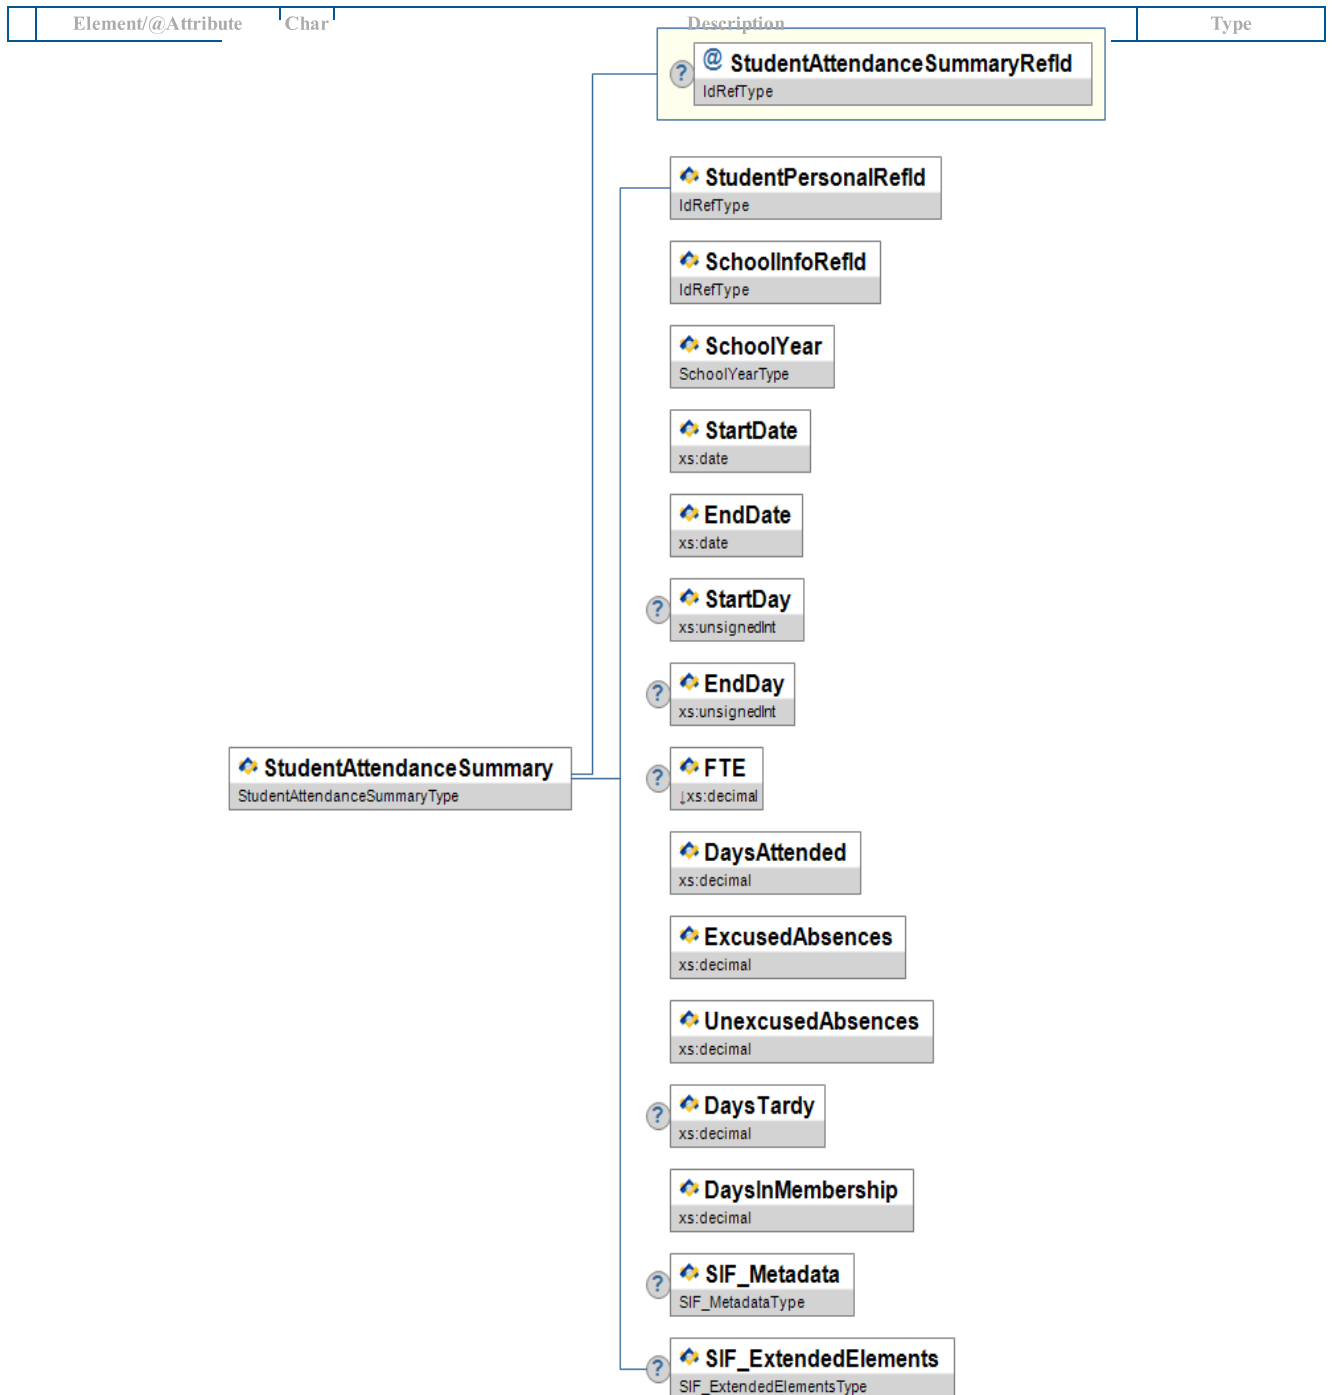 Element/@Attribute Char Description Type
@ StudentAttendanceSummaryRefId
?
IdRefType
StudentPersonalRefId
IdRefType
SchoolInfoRefId
IdRefType
SchoolYear
SchoolYearType
StartDate
xs:date
EndDate
xs:date
? StartDay
xs:unsignedInt
? EndDay
xs:unsignedInt
StudentAttendanceSummary
StudentAttendanceSummaryType
? FTE
↓xs:decimal
DaysAttended
xs:decimal
ExcusedAbsences
xs:decimal
UnexcusedAbsences
xs:decimal
? DaysTardy
xs:decimal
DaysInMembership
xs:decimal
? SIF_Metadata
SIF_MetadataType
? SIF_ExtendedElements
SIF_ExtendedElementsType